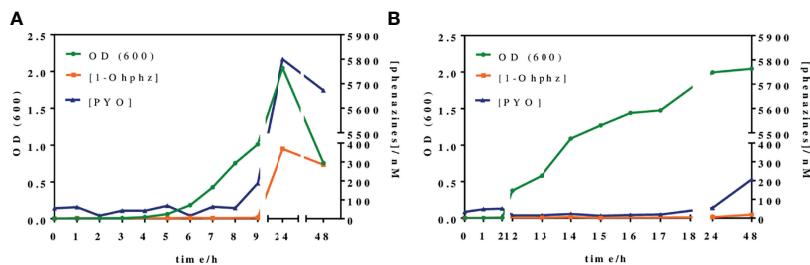 A
B
OD (600)
2.5
2.0
1.5
1.0
0.5
0.0
OD (600)
[1-Ohphz]
[PYO]
5900
5800
5700
5600
5500
400
300
200
100
0
[phenazines]/nM
0 1 2 3 4 5 6 7 8 9 24 48
time/h
OD (600)
2.5
2.0
1.5
1.0
0.5
0.0
OD (600)
[1-Ohphz]
[PYO]
5900
5800
5700
5600
5500
400
300
200
100
0
[phenazines]/nM
0 1 2 12 13 14 15 16 17 18 24 48
time/h